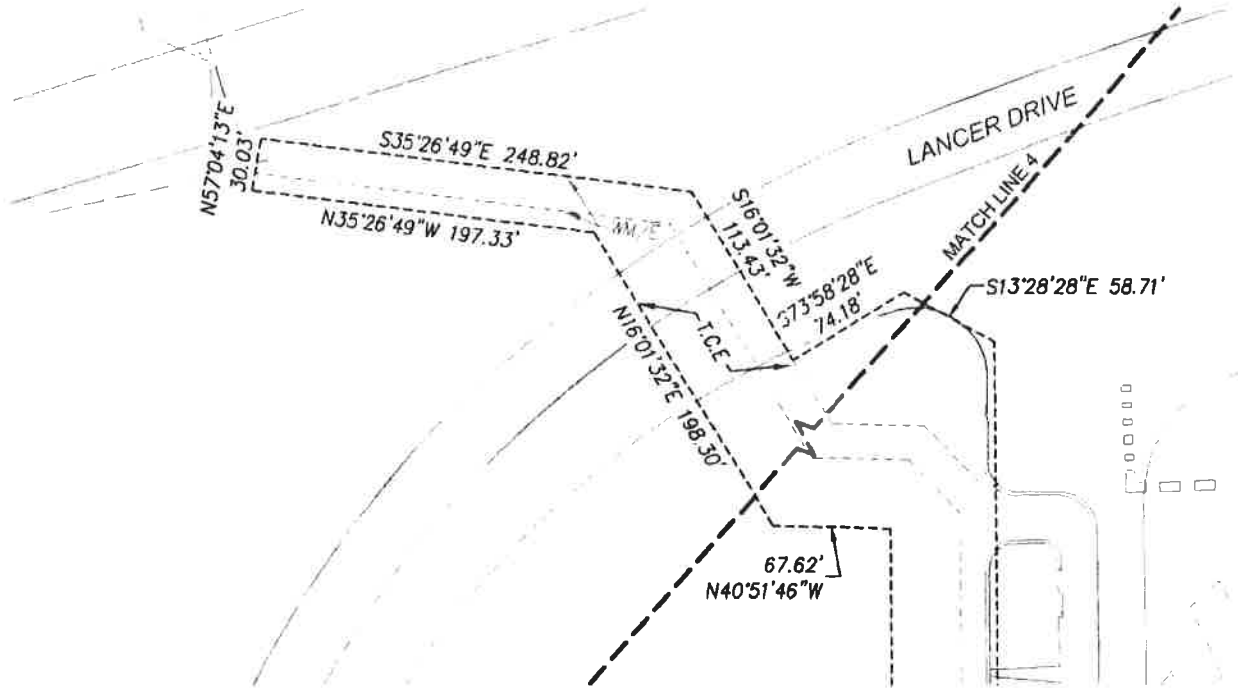 N57°04'13"E
30.03'
S35°26'49"E 248.82'
N35°26'49"W 197.33'
S16°01'32"W
113.43'
S73°58'28"E
74.18'
N16°01'32"E 198.30'
T.C.E
LANCER DRIVE
MATCH LINE 4
S13°28'28"E 58.71'
67.62'
N40°51'46"W